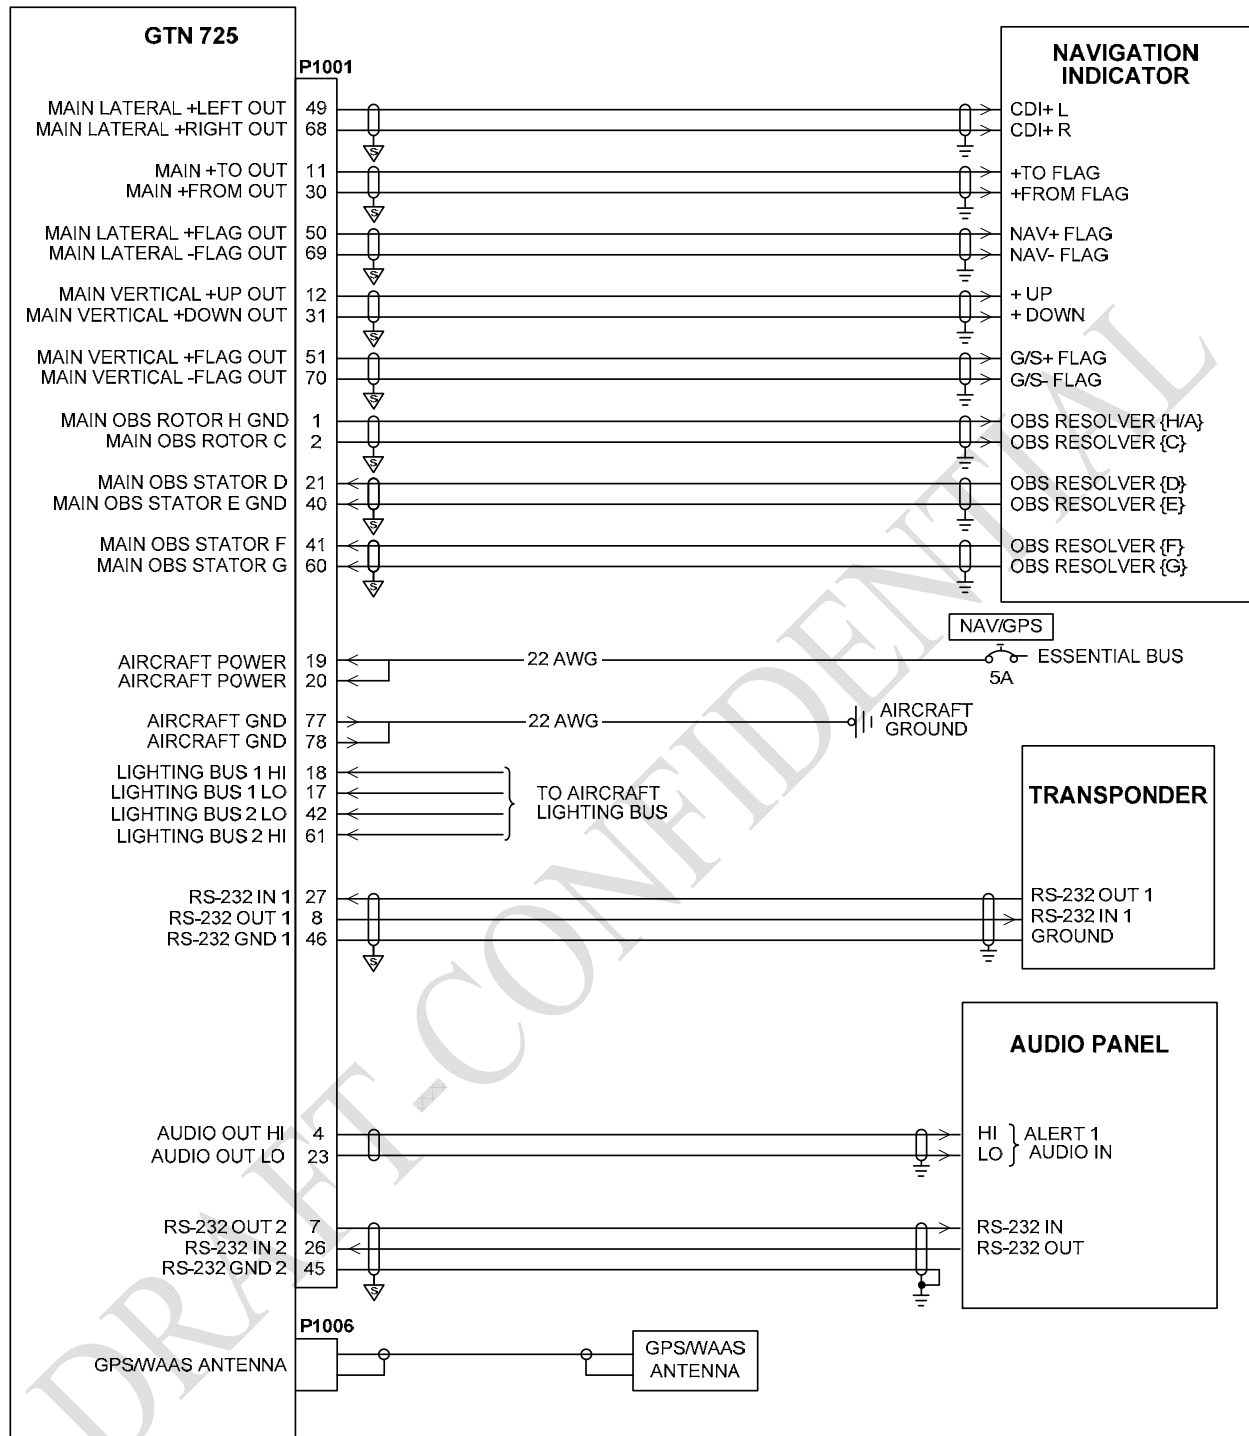 GTN 725
P1001
NAVIGATION
INDICATOR
MAIN LATERAL +LEFT OUT 49 CDI+ L
MAIN LATERAL +RIGHT OUT 68 CDI+ R
S
MAIN +TO OUT 11 +TO FLAG
MAIN +FROM OUT 30 +FROM FLAG
S
MAIN LATERAL +FLAG OUT 50 NAV+ FLAG
MAIN LATERAL -FLAG OUT 69 NAV- FLAG
S
MAIN VERTICAL +UP OUT 12 + UP
MAIN VERTICAL +DOWN OUT 31 + DOWN
S
MAIN VERTICAL +FLAG OUT 51 G/S+ FLAG
MAIN VERTICAL -FLAG OUT 70 G/S- FLAG
S
MAIN OBS ROTOR H GND 1 OBS RESOLVER {H/A}
MAIN OBS ROTOR C 2 OBS RESOLVER {C}
S
MAIN OBS STATOR D 21 OBS RESOLVER {D}
MAIN OBS STATOR E GND 40 OBS RESOLVER {E}
S
MAIN OBS STATOR F 41 OBS RESOLVER {F}
MAIN OBS STATOR G 60 OBS RESOLVER {G}
S
NAV/GPS
AIRCRAFT POWER 19 22 AWG ESSENTIAL BUS
AIRCRAFT POWER 20 5A
AIRCRAFT GND 77 22 AWG AIRCRAFT
AIRCRAFT GND 78 GROUND
LIGHTING BUS 1 HI 18
LIGHTING BUS 1 LO 17 TO AIRCRAFT
LIGHTING BUS 2 LO 42 LIGHTING BUS
LIGHTING BUS 2 HI 61
TRANSPONDER
RS-232 IN 1 27 RS-232 OUT 1
RS-232 OUT 1 8 RS-232 IN 1
RS-232 GND 1 46 GROUND
S
AUDIO PANEL
AUDIO OUT HI 4 HI ALERT 1
AUDIO OUT LO 23 LO AUDIO IN
RS-232 OUT 2 7 RS-232 IN
RS-232 IN 2 26 RS-232 OUT
RS-232 GND 2 45
S
P1006
GPS/WAAS ANTENNA
GPS/WAAS
ANTENNA
DRAFT-CONFIDENTIAL